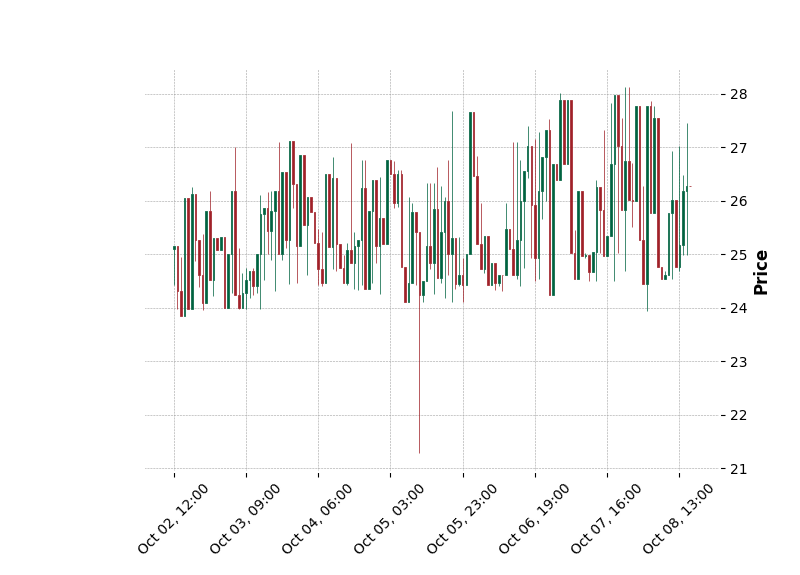 28
27
26
25
24
23
22
21
Price
Oct 02, 12:00
Oct 03, 09:00
Oct 04, 06:00
Oct 05, 03:00
Oct 05, 23:00
Oct 06, 19:00
Oct 07, 16:00
Oct 08, 13:00